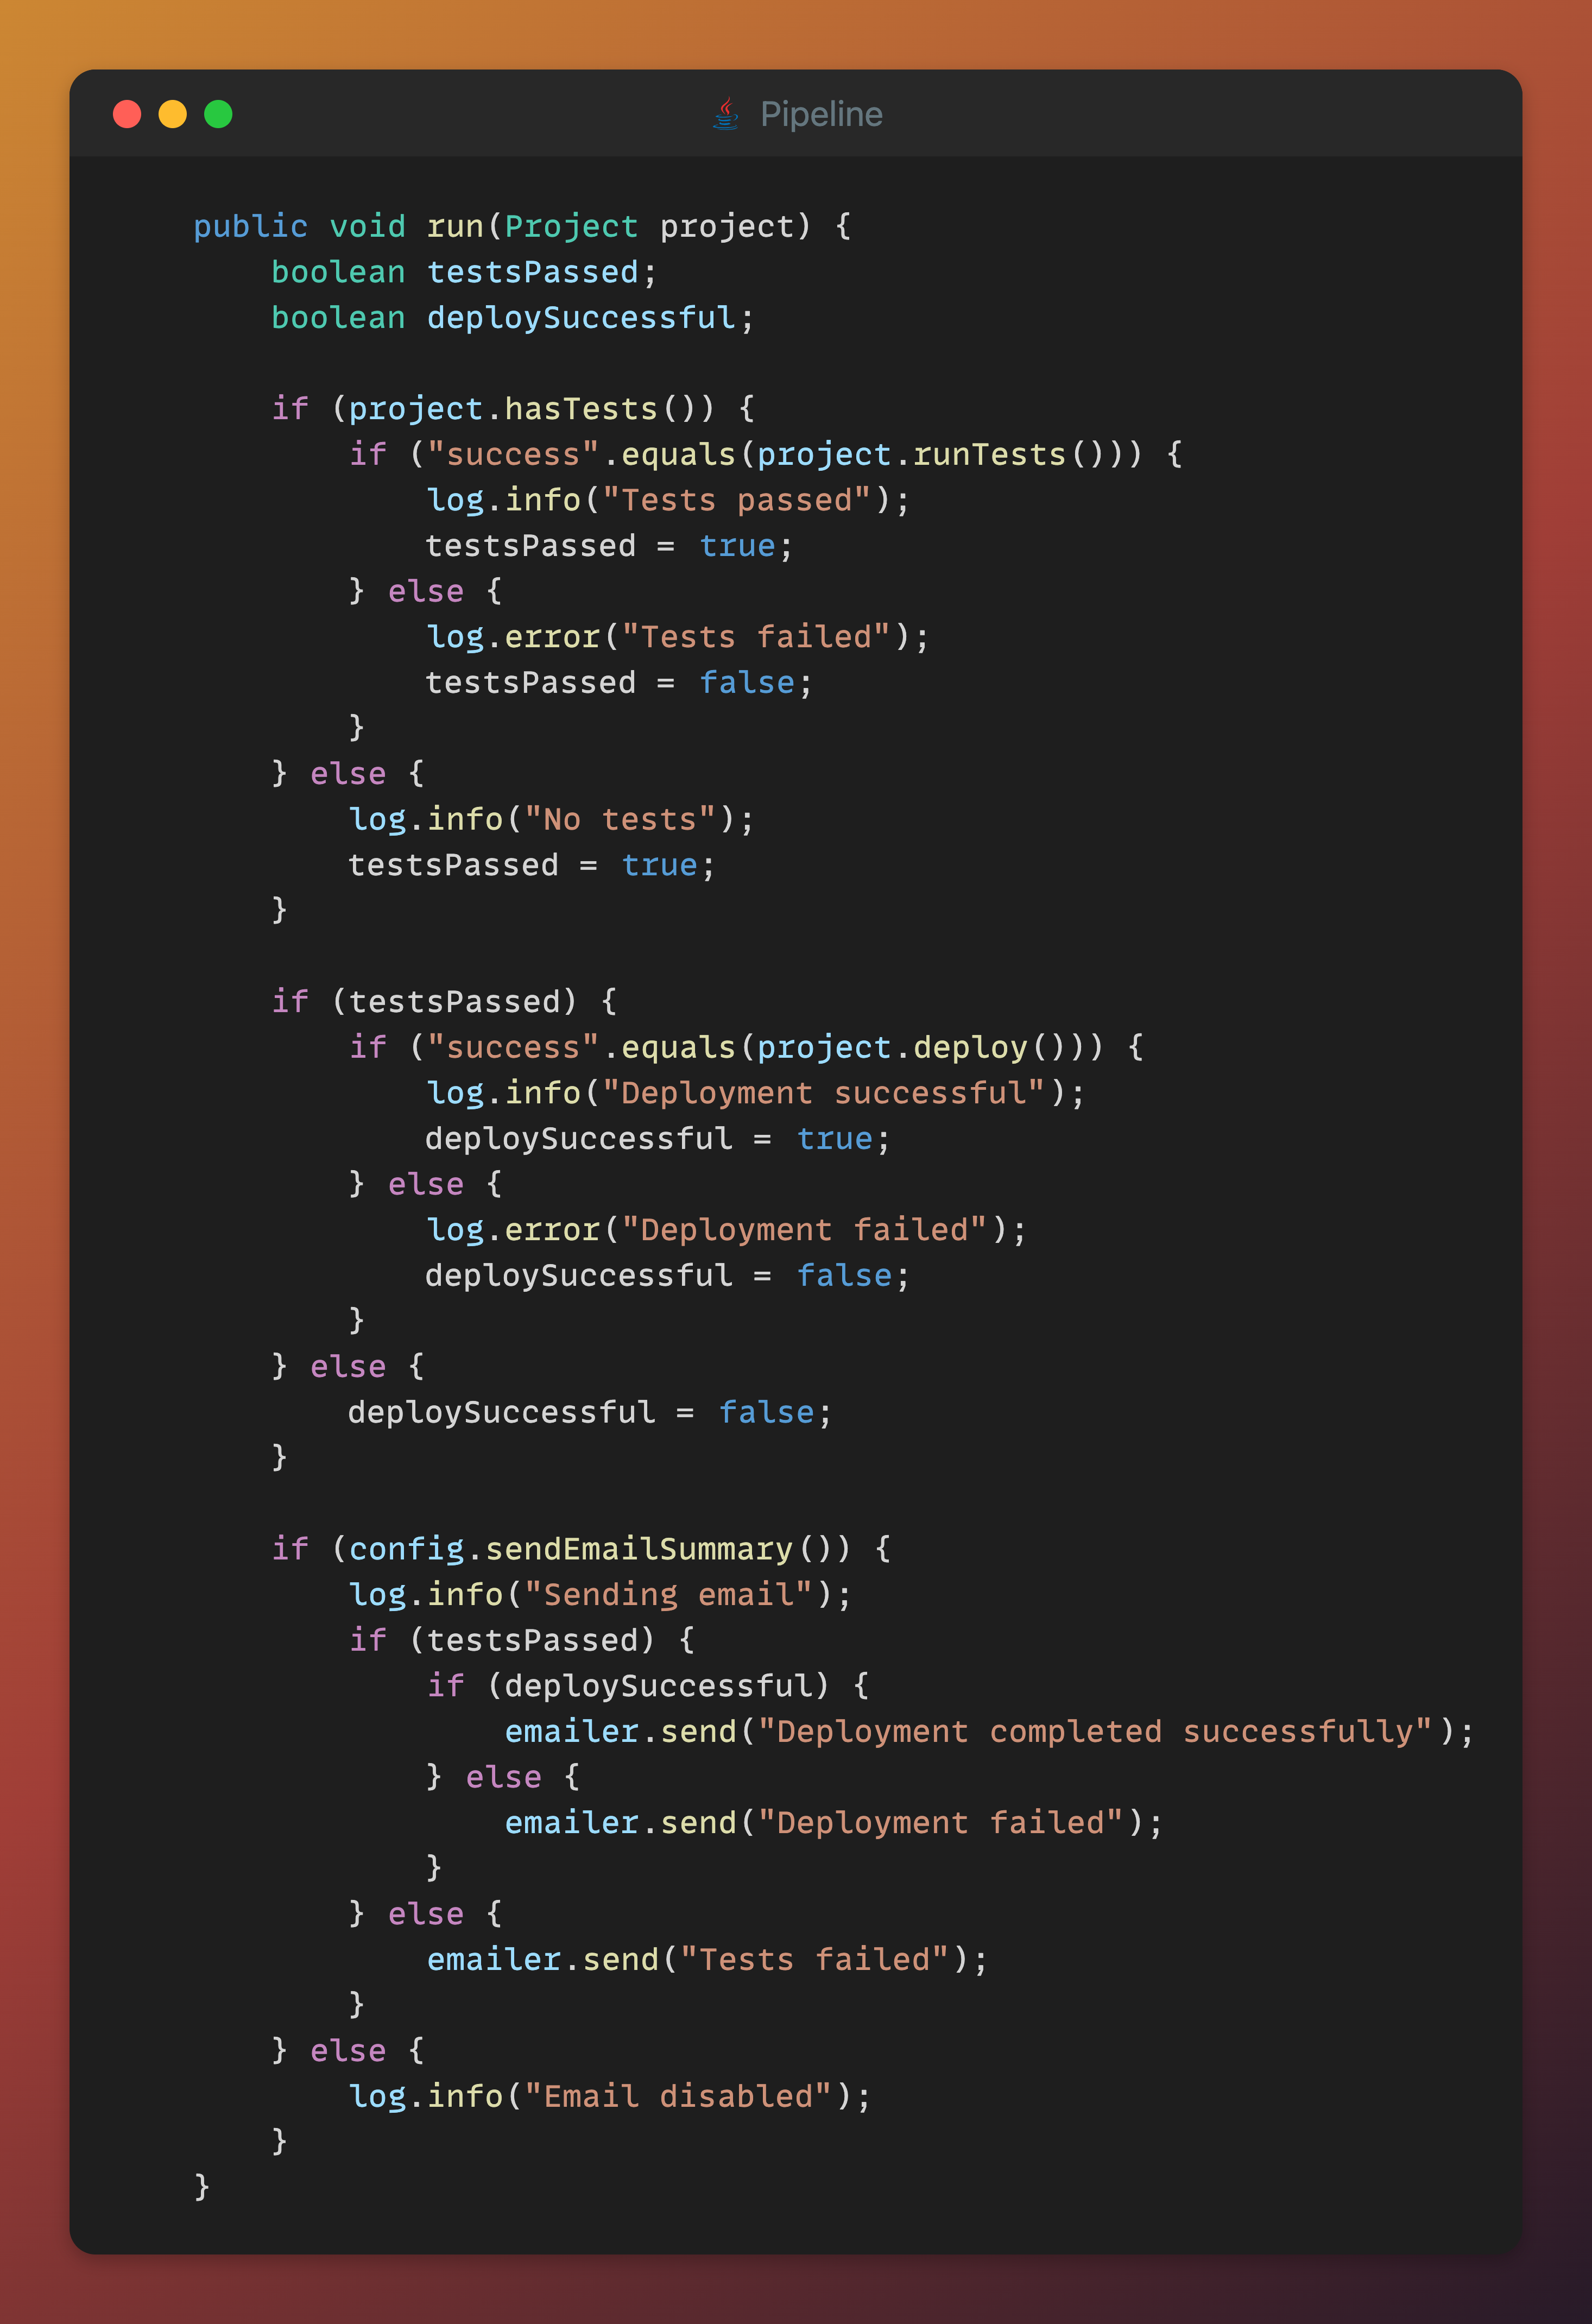 Pipeline
public void run(Project project) {
    boolean testsPassed;
    boolean deploySuccessful;

    if (project.hasTests()) {
        if ("success".equals(project.runTests())) {
            log.info("Tests passed");
            testsPassed = true;
        } else {
            log.error("Tests failed");
            testsPassed = false;
        }
    } else {
        log.info("No tests");
        testsPassed = true;
    }

    if (testsPassed) {
        if ("success".equals(project.deploy())) {
            log.info("Deployment successful");
            deploySuccessful = true;
        } else {
            log.error("Deployment failed");
            deploySuccessful = false;
        }
    } else {
        deploySuccessful = false;
    }

    if (config.sendEmailSummary()) {
        log.info("Sending email");
        if (testsPassed) {
            if (deploySuccessful) {
                emailer.send("Deployment completed successfully");
            } else {
                emailer.send("Deployment failed");
            }
        } else {
            emailer.send("Tests failed");
        }
    } else {
        log.info("Email disabled");
    }
}